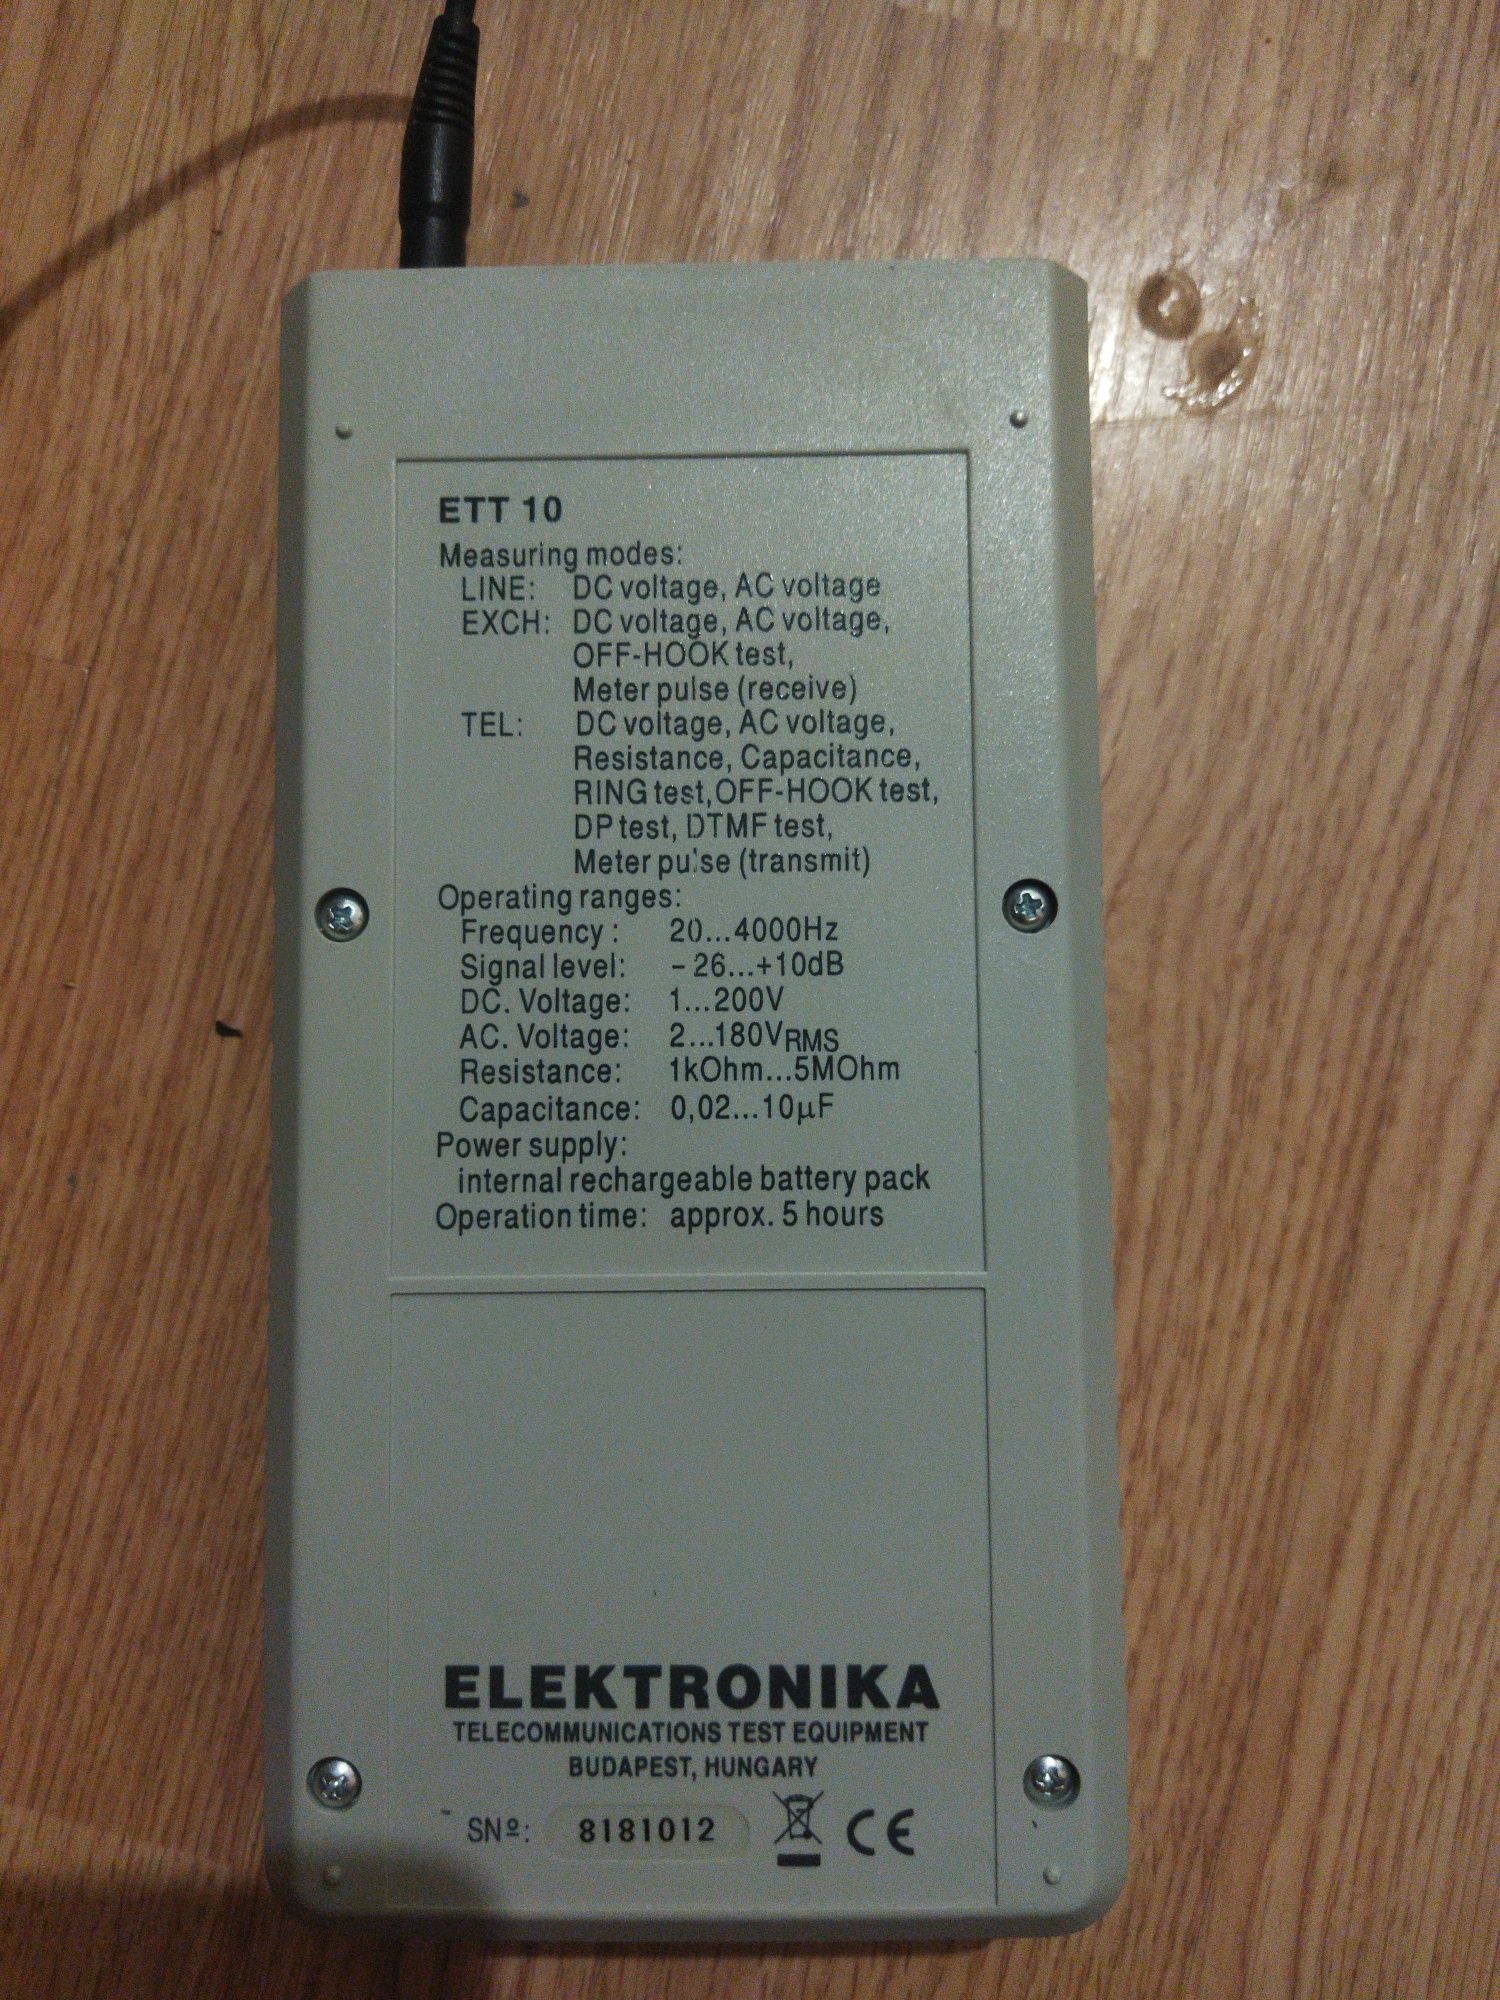 ETT 10
Measuring modes:
LINE: DC voltage, AC voltage
EXCH: DC voltage, AC voltage,
OFF-HOOK test,
Meter pulse (receive)
TEL: DC voltage, AC voltage,
Resistance, Capacitance,
RING test, OFF-HOOK test,
DP test, DTMF test,
Meter pulse (transmit)
Operating ranges:
Frequency : 20...4000Hz
Signal level: - 26...+10dB
DC. Voltage: 1...200V
AC. Voltage: 2...180VRMS
Resistance: 1kOhm...5MOhm
Capacitance: 0,02...10µF
Power supply:
internal rechargeable battery pack
Operation time: approx. 5 hours
ELEKTRONIKA
TELECOMMUNICATIONS TEST EQUIPMENT
BUDAPEST, HUNGARY
SNº: 8181012 CE